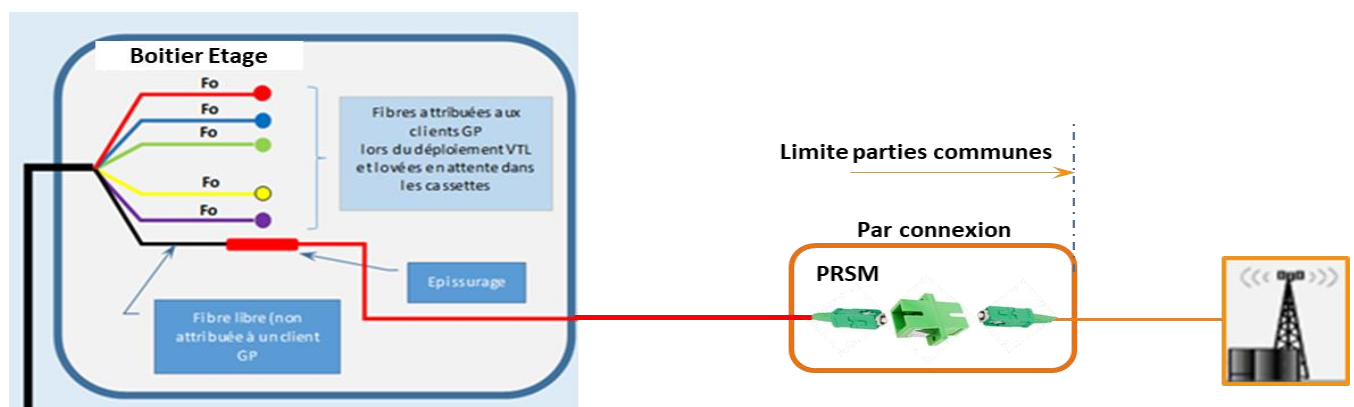 Boitier Etage
Fo
Fo
Fo
Fo
Fo
Fibres attribuées aux
clients GP
lors du déploiement VTL
et lovées en attente dans
les cassettes
Epissurage
Fibre libre (non
attribuée à un client
GP
Limite parties communes
Par connexion
PRSM